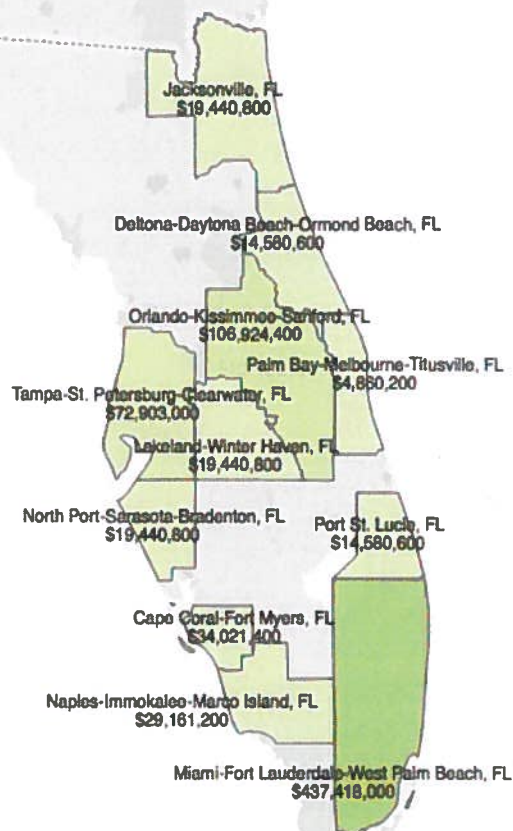 Jacksonville, FL
$19,440,800
Deltona-Daytona Beach-Ormond Beach, FL
$14,580,600
Orlando-Kissimmee-Sanford, FL
$106,924,400
Palm Bay-Melbourne-Titusville, FL
$4,860,200
Tampa-St. Petersburg-Clearwater, FL
$72,903,000
Lakeland-Winter Haven, FL
$19,440,800
North Port-Sarasota-Bradenton, FL
$19,440,800
Port St. Lucie, FL
$14,580,600
Cape Coral-Fort Myers, FL
$34,021,400
Naples-Immokalee-Marco Island, FL
$29,161,200
Miami-Fort Lauderdale-West Palm Beach, FL
$437,418,000